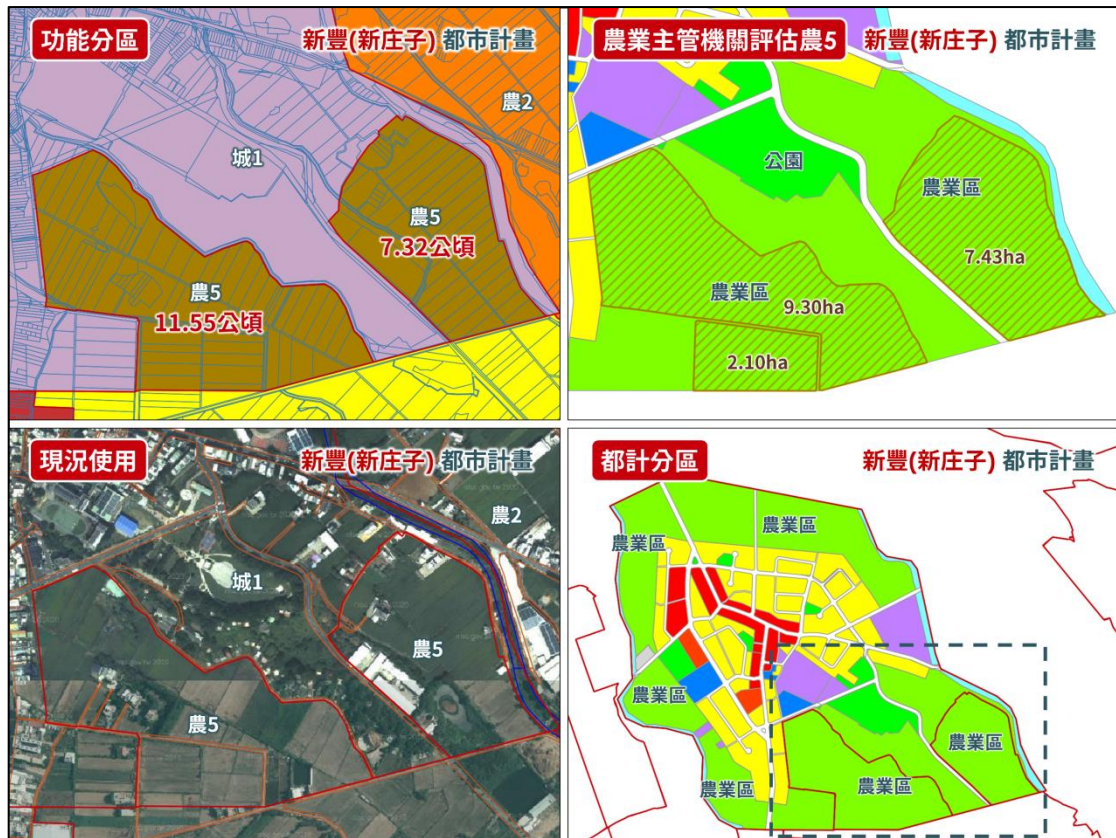 功能分區
新豐(新庄子) 都市計畫
農2
城1
農5
7.32公頃
農5
11.55公頃
農業主管機關評估農5
新豐(新庄子) 都市計畫
公園
農業區
7.43ha
農業區
9.30ha
2.10ha
現況使用
新豐(新庄子) 都市計畫
農2
城1
農5
農5
都計分區
新豐(新庄子) 都市計畫
農業區
農業區
農業區
農業區
農業區
農業區